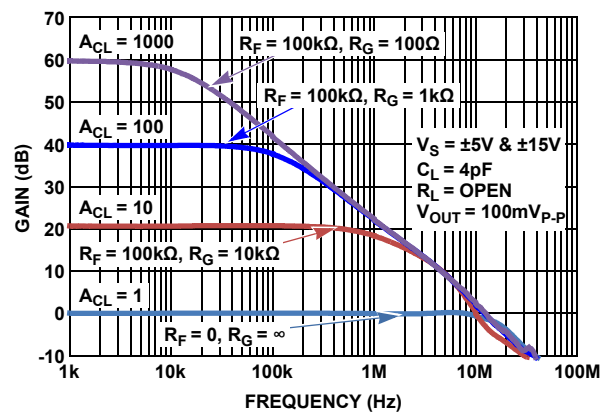 70
A_CL = 1000
R_F = 100kΩ, R_G = 100Ω
60
50
R_F = 100kΩ, R_G = 1kΩ
A_CL = 100
40
V_S = ±5V & ±15V
C_L = 4pF
R_L = OPEN
V_OUT = 100mV_P-P
GAIN (dB)
30
A_CL = 10
20
R_F = 100kΩ, R_G = 10kΩ
10
A_CL = 1
0
R_F = 0, R_G = ∞
-10
1k 10k 100k 1M 10M 100M
FREQUENCY (Hz)